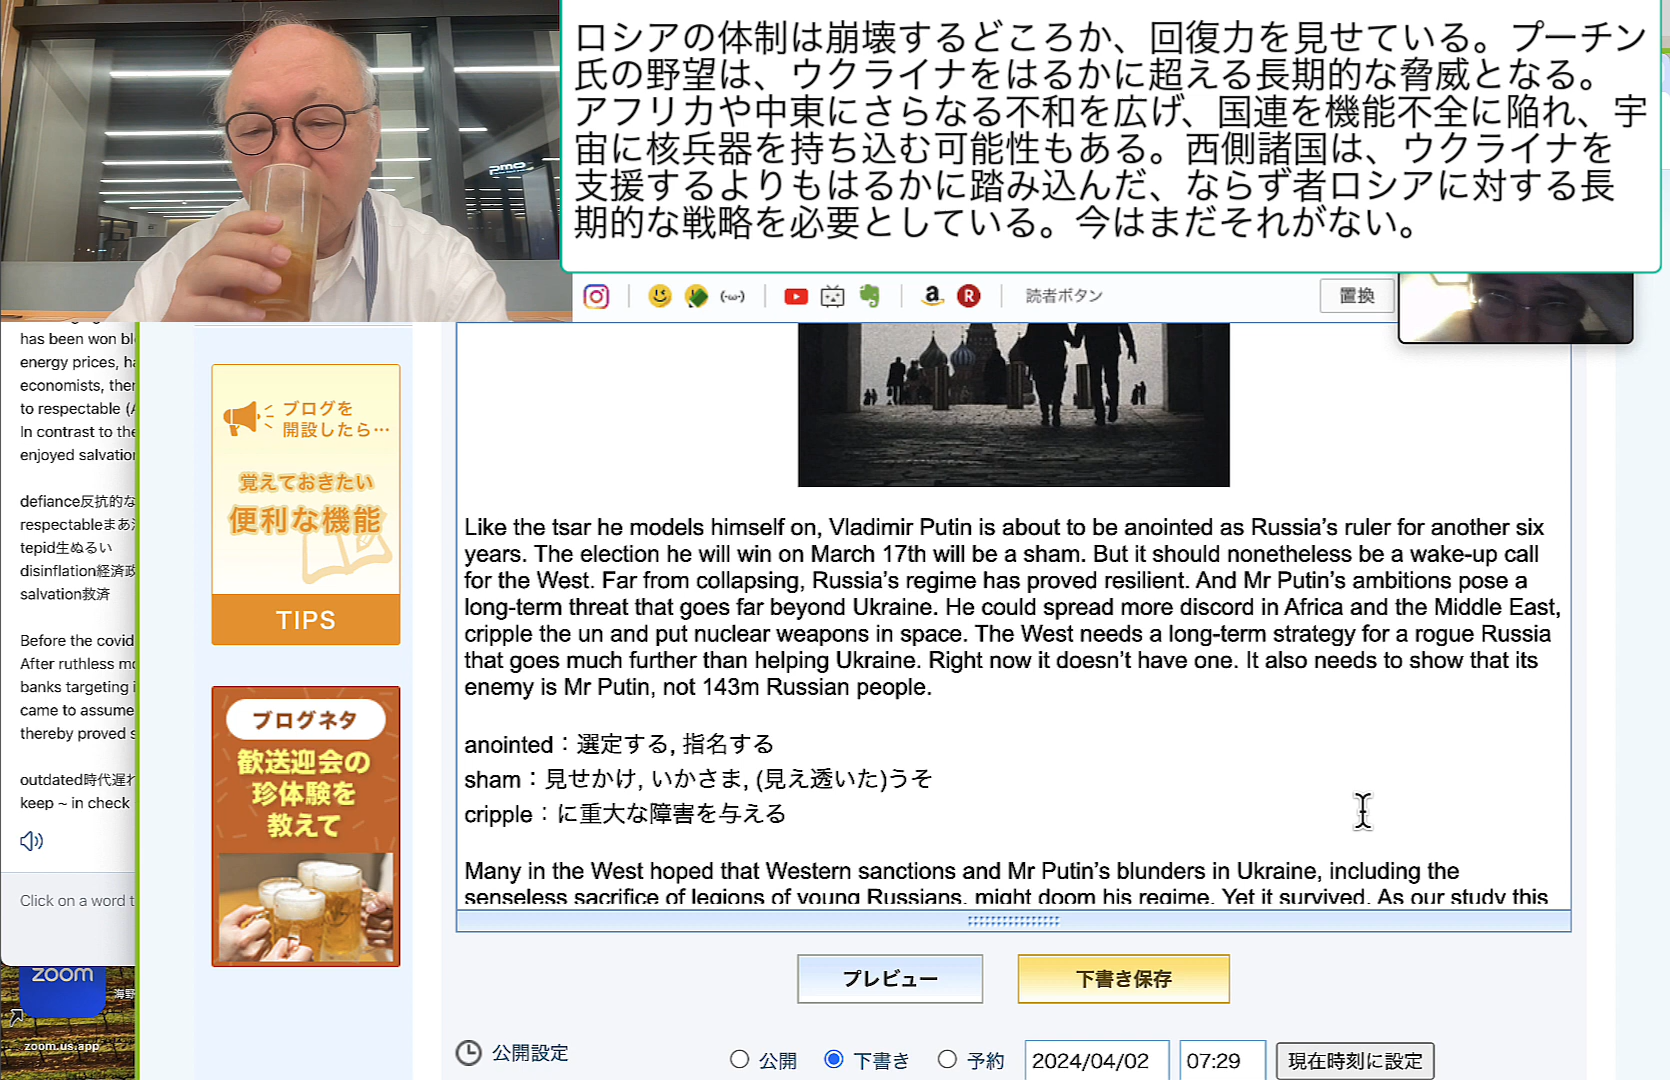 ロシアの体制は崩壊するどころか、回復力を見せている。プーチン
氏の野望は、ウクライナをはるかに超える長期的な脅威となる。
アフリカや中東にさらなる不和を広げ、国連を機能不全に陥れ、宇
宙に核兵器を持ち込む可能性もある。西側諸国は、ウクライナを
支援するよりもはるかに踏み込んだ、ならず者ロシアに対する長
期的な戦略を必要としている。今はまだそれがない。
pmo
読者ボタン
置換
has been won bl
energy prices, ha
economists, ther
to respectable (A
In contrast to the
enjoyed salvation
defiance反抗的な
respectableまあ
tepid生ぬるい
disinflation経済政
salvation救済
Before the covid
After ruthless mo
banks targeting i
came to assume
thereby proved s
outdated時代遅れ
keep ~ in check
Click on a word t
zoom
海野
zoom.us.app
ブログを
開設したら…
覚えておきたい
便利な機能
TIPS
ブログネタ
歓送迎会の
珍体験を
教えて
Like the tsar he models himself on, Vladimir Putin is about to be anointed as Russia’s ruler for another six
years. The election he will win on March 17th will be a sham. But it should nonetheless be a wake-up call
for the West. Far from collapsing, Russia’s regime has proved resilient. And Mr Putin’s ambitions pose a
long-term threat that goes far beyond Ukraine. He could spread more discord in Africa and the Middle East,
cripple the un and put nuclear weapons in space. The West needs a long-term strategy for a rogue Russia
that goes much further than helping Ukraine. Right now it doesn’t have one. It also needs to show that its
enemy is Mr Putin, not 143m Russian people.
anointed：選定する, 指名する
sham：見せかけ, いかさま, (見え透いた)うそ
cripple：に重大な障害を与える
Many in the West hoped that Western sanctions and Mr Putin’s blunders in Ukraine, including the
senseless sacrifice of legions of young Russians, might doom his regime. Yet it survived. As our study this
プレビュー
下書き保存
公開設定
公開
下書き
予約
2024/04/02
07:29
現在時刻に設定